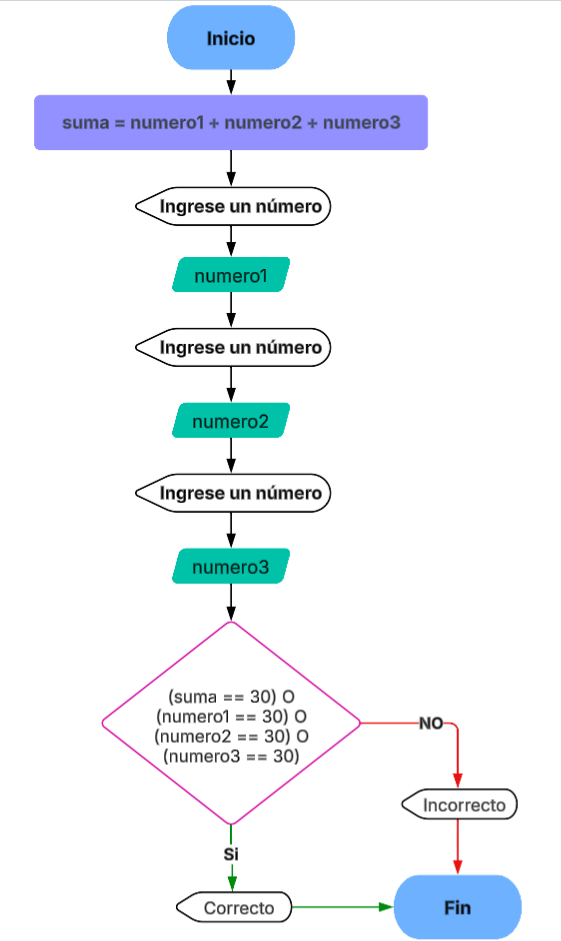 Inicio
suma = numero1 + numero2 + numero3
Ingrese un número
numero1
Ingrese un número
numero2
Ingrese un número
numero3
(suma == 30) O
(numero1 == 30) O
(numero2 == 30) O
(numero3 == 30)
NO
Incorrecto
Si
Correcto
Fin